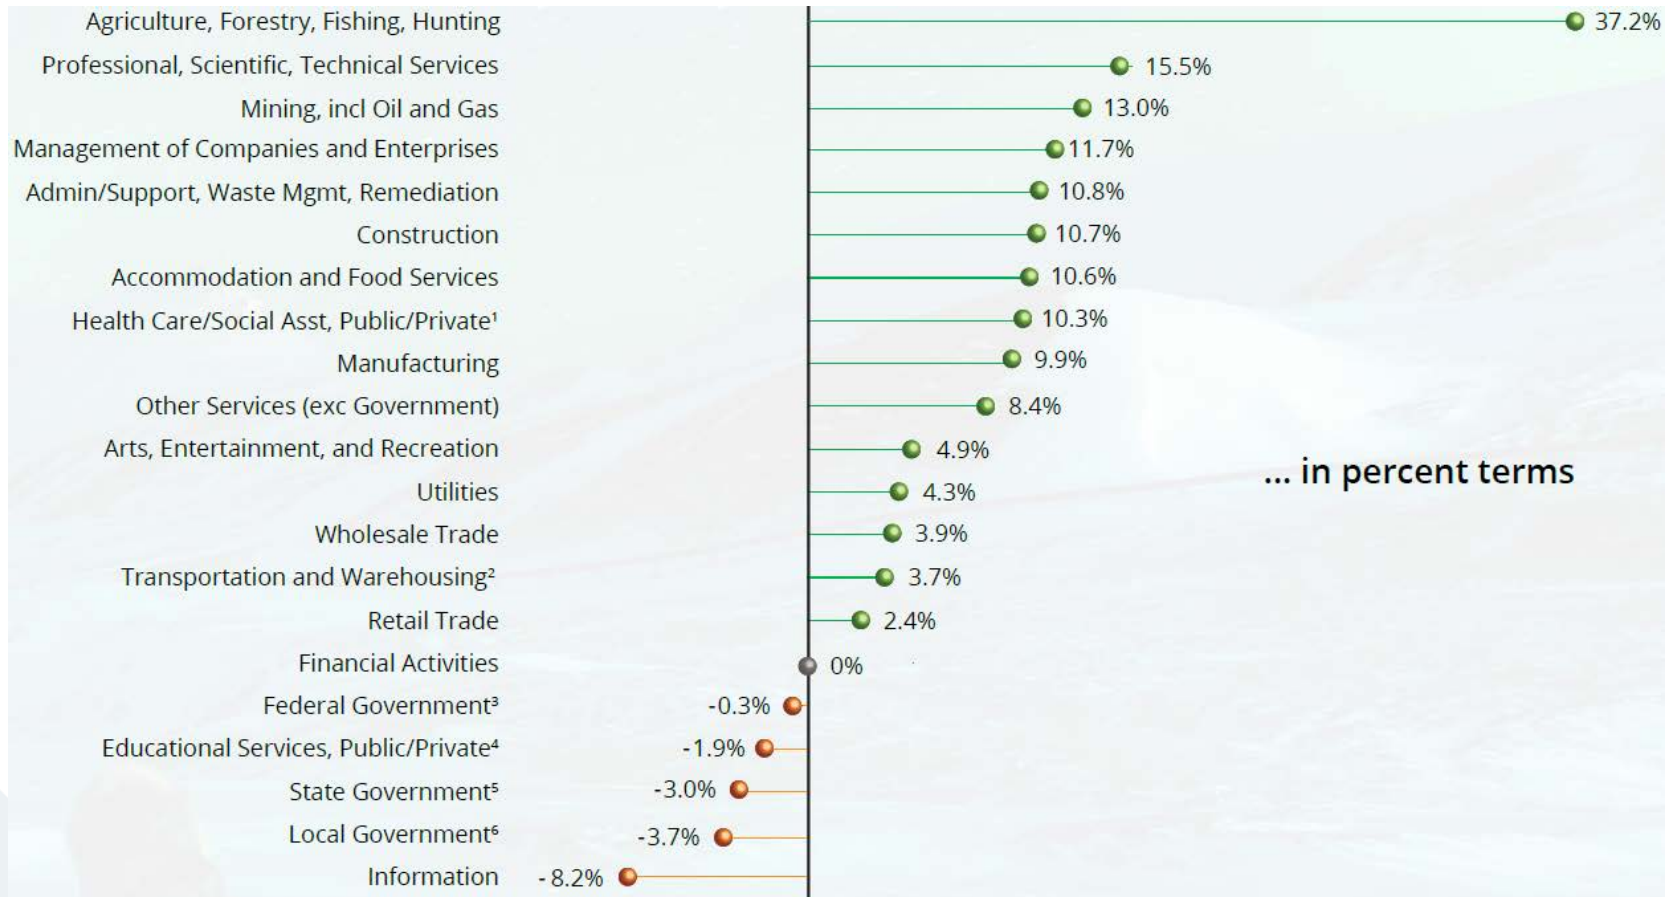 Agriculture, Forestry, Fishing, Hunting 37.2%
Professional, Scientific, Technical Services 15.5%
Mining, incl Oil and Gas 13.0%
Management of Companies and Enterprises 11.7%
Admin/Support, Waste Mgmt, Remediation 10.8%
Construction 10.7%
Accommodation and Food Services 10.6%
Health Care/Social Asst, Public/Private¹ 10.3%
Manufacturing 9.9%
Other Services (exc Government) 8.4%
Arts, Entertainment, and Recreation 4.9%
... in percent terms
Utilities 4.3%
Wholesale Trade 3.9%
Transportation and Warehousing² 3.7%
Retail Trade 2.4%
Financial Activities 0%
Federal Government³ -0.3%
Educational Services, Public/Private⁴ -1.9%
State Government⁵ -3.0%
Local Government⁶ -3.7%
Information - 8.2%